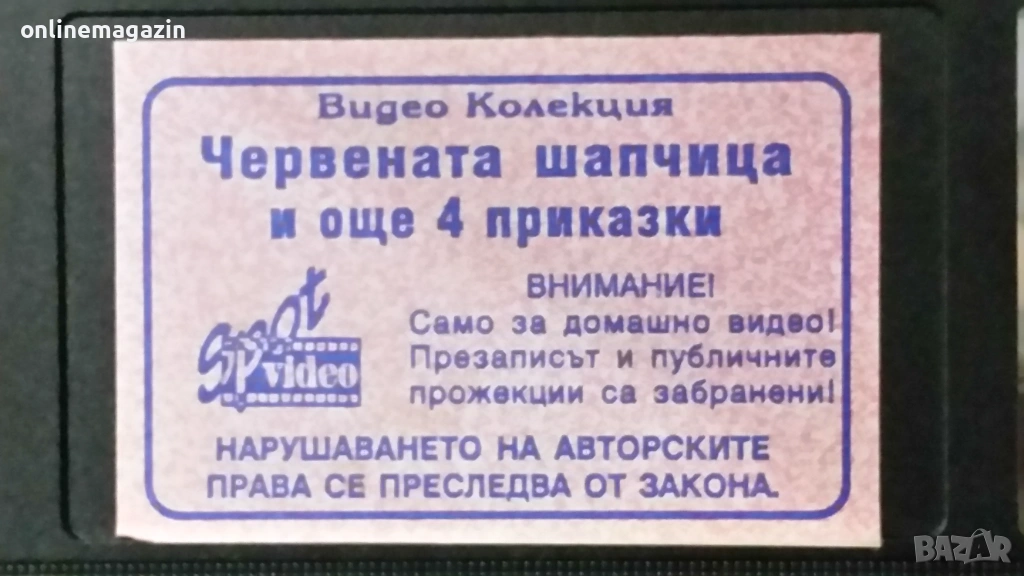 onlinemagazin
Видео Колекция
Червената шапчица
и още 4 приказки
ВНИМАНИЕ!
Само за домашно видео!
Презаписът и публичните
прожекции са забранени!
Spot
video
НАРУШАВАНЕТО НА АВТОРСКИТЕ
ПРАВА СЕ ПРЕСЛЕДВА ОТ ЗАКОНА.
BAZAR